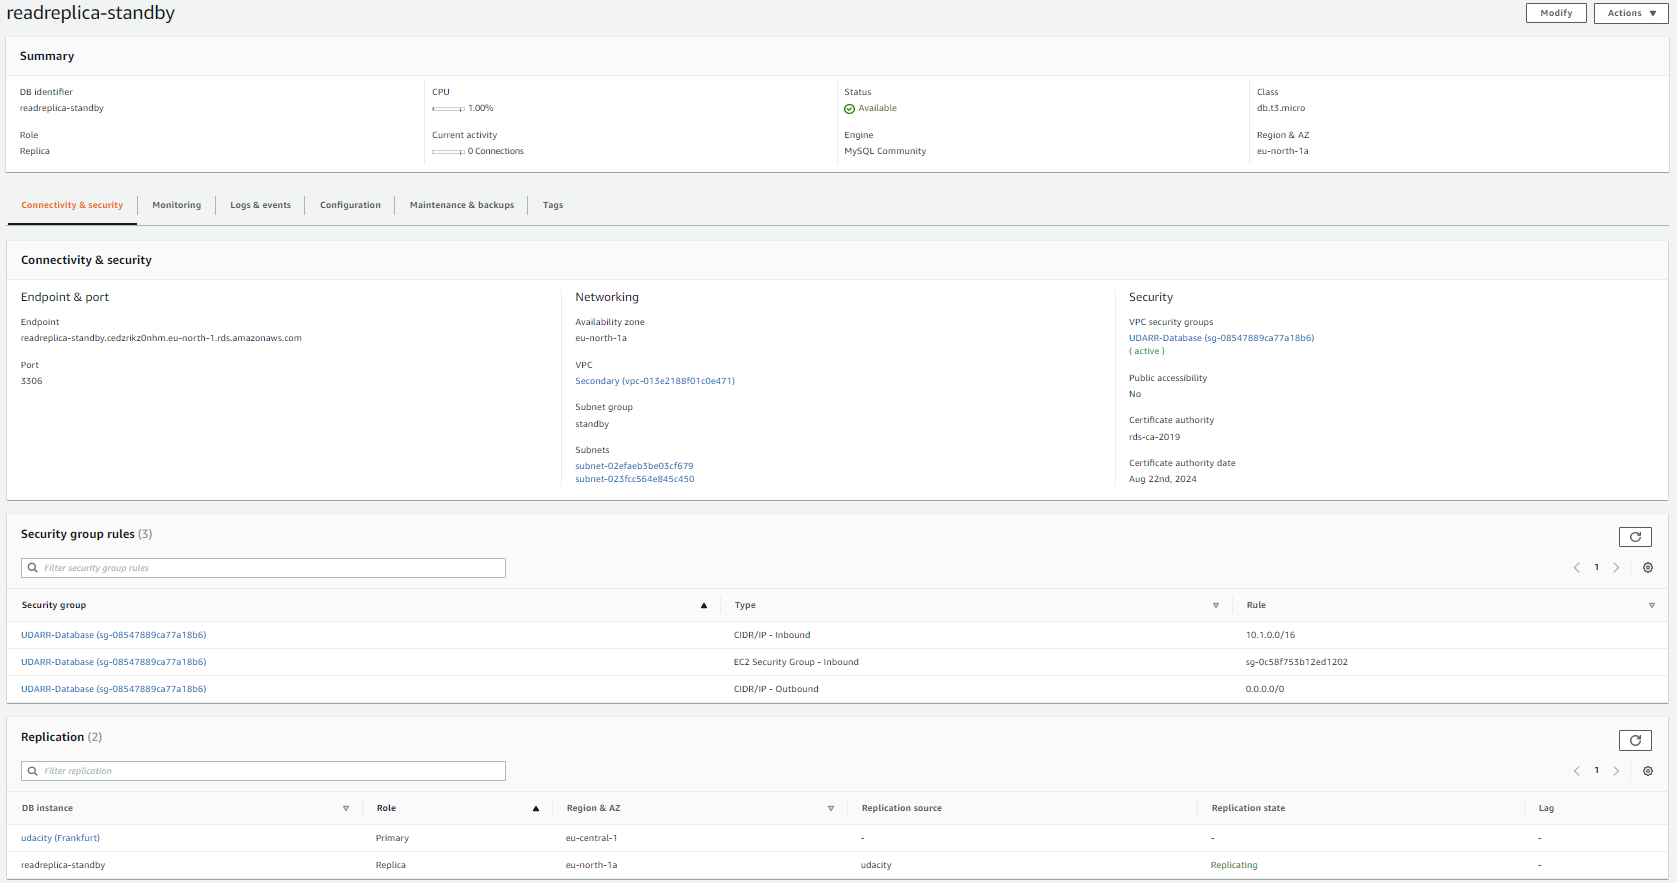 readreplica-standby
Modify
Actions
Summary
DB identifier
readreplica-standby
CPU
1.00%
Status
Available
Class
db.t3.micro
Role
Replica
Current activity
0 Connections
Engine
MySQL Community
Region & AZ
eu-north-1a
Connectivity & security
Monitoring
Logs & events
Configuration
Maintenance & backups
Tags
Connectivity & security
Endpoint & port
Endpoint
readreplica-standby.cedzrikz0nhm.eu-north-1.rds.amazonaws.com
Port
3306
Networking
Availability zone
eu-north-1a
VPC
Secondary (vpc-013e2188f01c0e471)
Subnet group
standby
Subnets
subnet-02efaeb3be03cf679
subnet-023fcc564e845c450
Security
VPC security groups
UDARR-Database (sg-08547889ca77a18b6)
( active )
Public accessibility
No
Certificate authority
rds-ca-2019
Certificate authority date
Aug 22nd, 2024
Security group rules (3)
Filter security group rules
1
Security group Type Rule
UDARR-Database (sg-08547889ca77a18b6) CIDR/IP - Inbound 10.1.0.0/16
UDARR-Database (sg-08547889ca77a18b6) EC2 Security Group - Inbound sg-0c58f753b12ed1202
UDARR-Database (sg-08547889ca77a18b6) CIDR/IP - Outbound 0.0.0.0/0
Replication (2)
Filter replication
1
DB instance Role Region & AZ Replication source Replication state Lag
udacity (Frankfurt) Primary eu-central-1 - - -
readreplica-standby Replica eu-north-1a udacity Replicating -